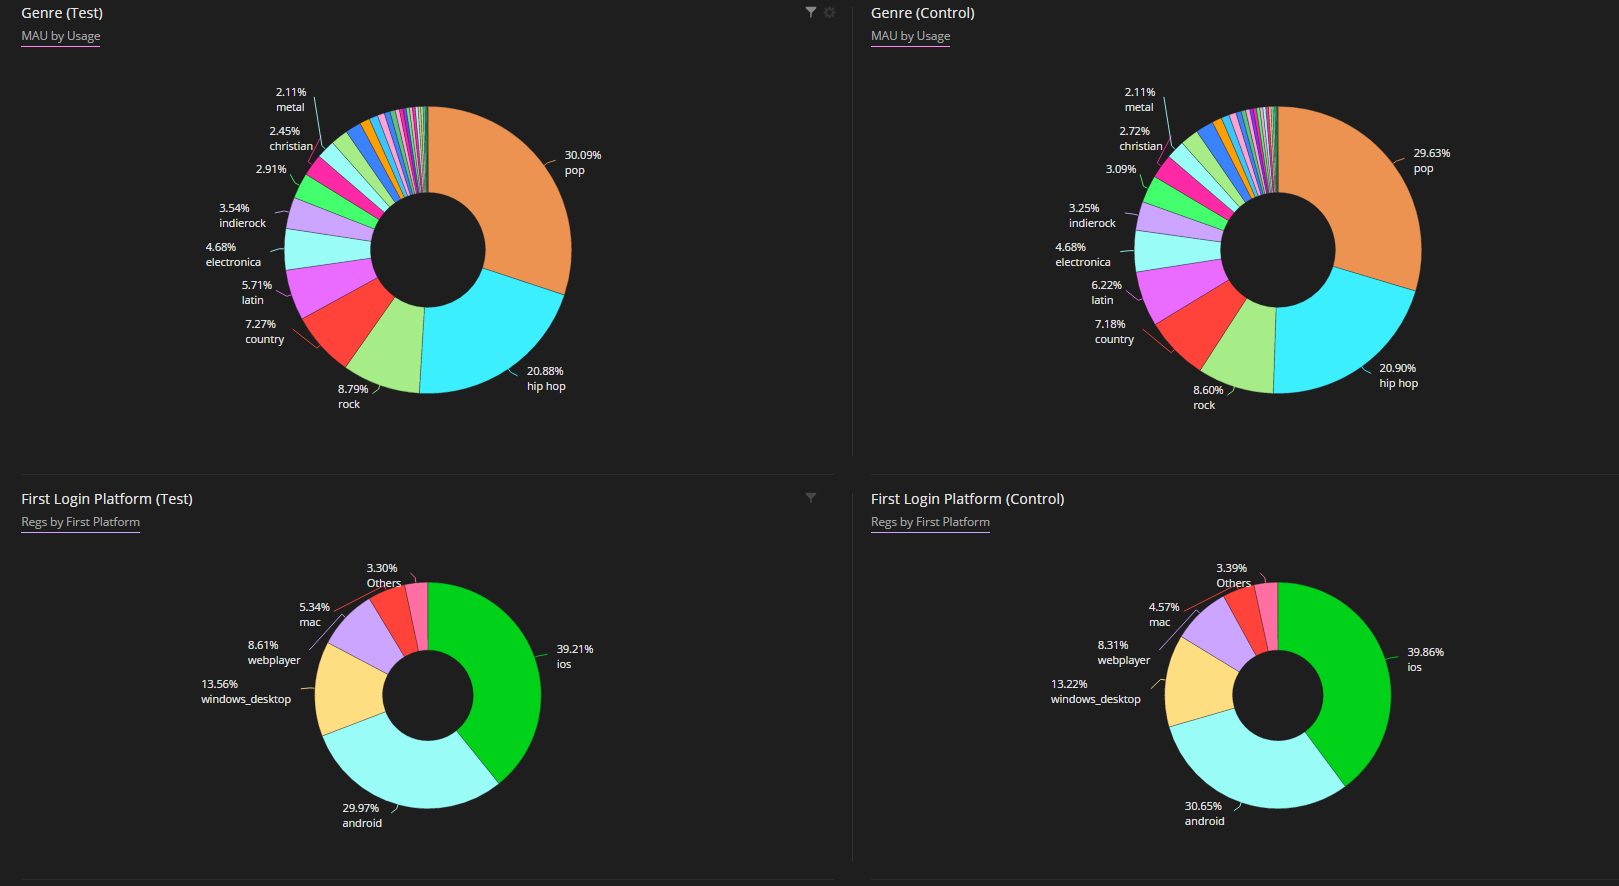 Genre (Test)
MAU by Usage
2.11%
metal
2.45%
christian
2.91%
3.54%
indierock
4.68%
electronica
5.71%
latin
7.27%
country
8.79%
rock
30.09%
pop
20.88%
hip hop
Genre (Control)
MAU by Usage
2.11%
metal
2.72%
christian
3.09%
3.25%
indierock
4.68%
electronica
6.22%
latin
7.18%
country
8.60%
rock
29.63%
pop
20.90%
hip hop
First Login Platform (Test)
Regs by First Platform
3.30%
Others
5.34%
mac
8.61%
webplayer
13.56%
windows_desktop
39.21%
ios
29.97%
android
First Login Platform (Control)
Regs by First Platform
3.39%
Others
4.57%
mac
8.31%
webplayer
13.22%
windows_desktop
39.86%
ios
30.65%
android